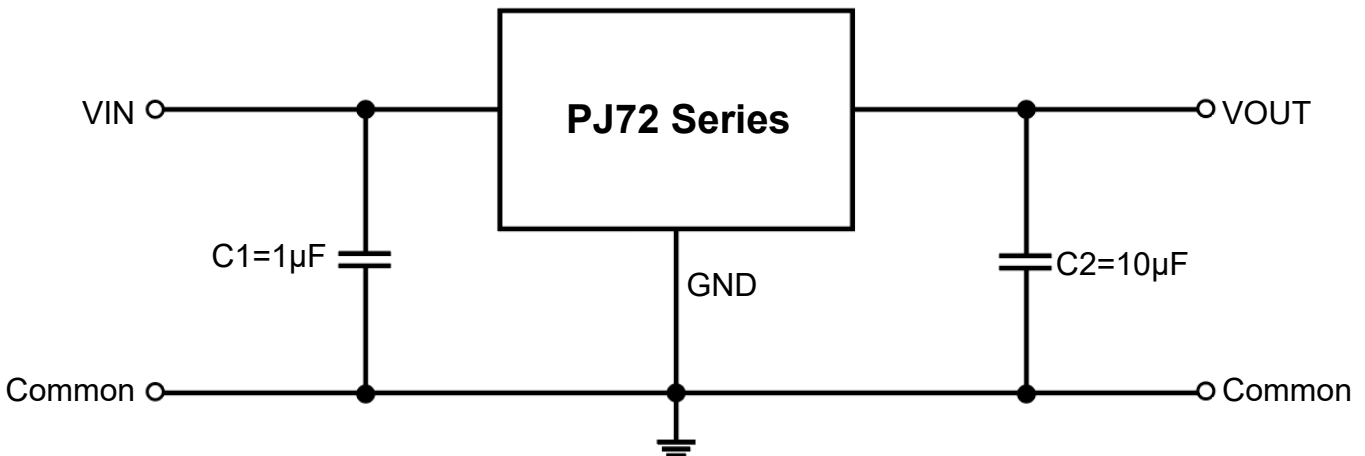 PJ72 Series
VIN
VOUT
C1=1µF
C2=10µF
GND
Common
Common